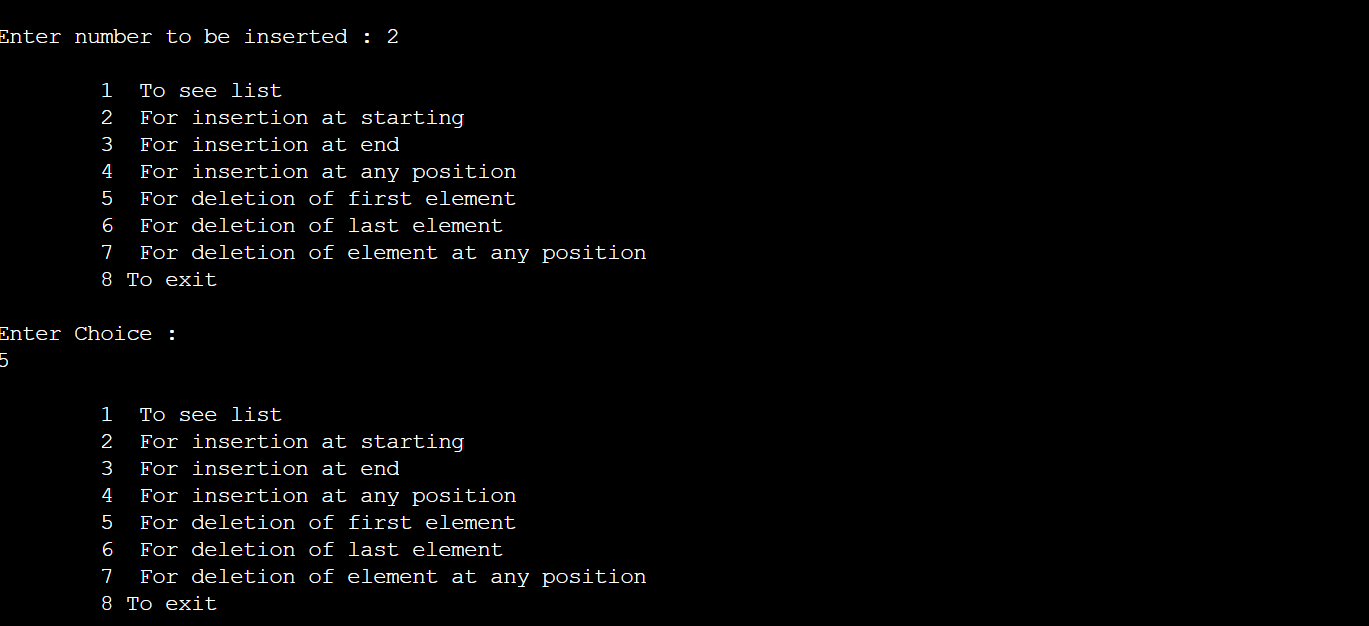 Enter number to be inserted : 2
1  To see list
2  For insertion at starting
3  For insertion at end
4  For insertion at any position
5  For deletion of first element
6  For deletion of last element
7  For deletion of element at any position
8 To exit
Enter Choice :
5
1  To see list
2  For insertion at starting
3  For insertion at end
4  For insertion at any position
5  For deletion of first element
6  For deletion of last element
7  For deletion of element at any position
8 To exit